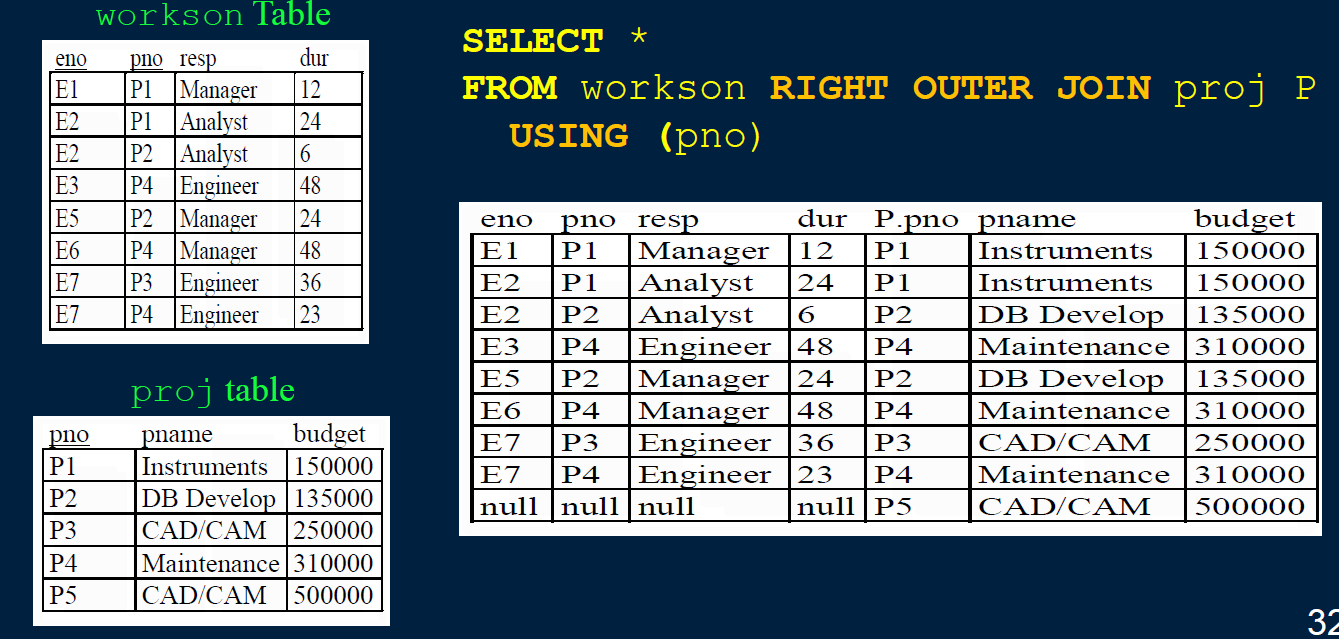 workson Table
eno pno resp dur
E1 P1 Manager 12
E2 P1 Analyst 24
E2 P2 Analyst 6
E3 P4 Engineer 48
E5 P2 Manager 24
E6 P4 Manager 48
E7 P3 Engineer 36
E7 P4 Engineer 23
proj table
pno pname budget
P1 Instruments 150000
P2 DB Develop 135000
P3 CAD/CAM 250000
P4 Maintenance 310000
P5 CAD/CAM 500000
SELECT *
FROM workson RIGHT OUTER JOIN proj P
USING (pno)
eno pno resp dur P.pno pname budget
E1 P1 Manager 12 P1 Instruments 150000
E2 P1 Analyst 24 P1 Instruments 150000
E2 P2 Analyst 6 P2 DB Develop 135000
E3 P4 Engineer 48 P4 Maintenance 310000
E5 P2 Manager 24 P2 DB Develop 135000
E6 P4 Manager 48 P4 Maintenance 310000
E7 P3 Engineer 36 P3 CAD/CAM 250000
E7 P4 Engineer 23 P4 Maintenance 310000
null null null null P5 CAD/CAM 500000
32